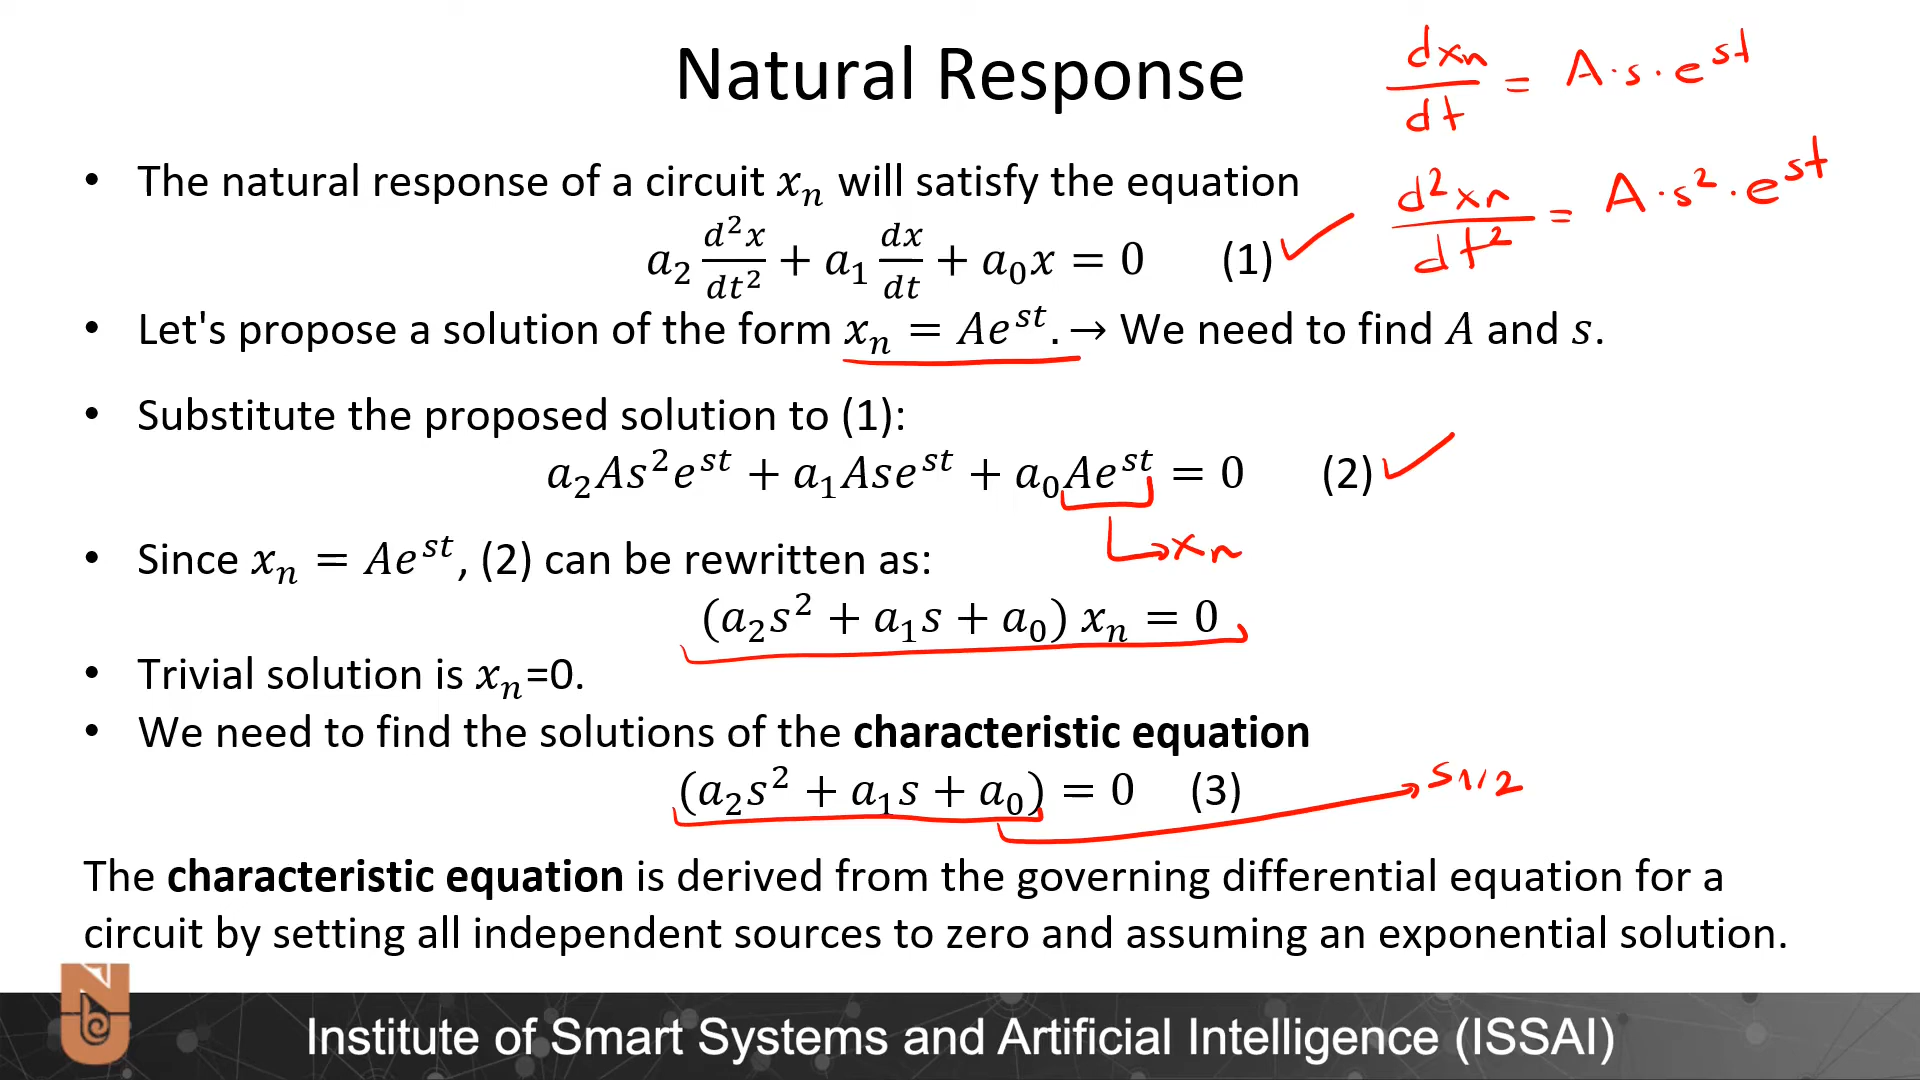 Natural Response
dxn/dt = A·s·e^st
• The natural response of a circuit xₙ will satisfy the equation
d²xn/dt² = A·s²·e^st
a₂ d²x/dt² + a₁ dx/dt + a₀x = 0 (1)
• Let's propose a solution of the form xₙ = Ae^st. → We need to find A and s.
• Substitute the proposed solution to (1):
a₂As²e^st + a₁Ase^st + a₀Ae^st = 0 (2)
xn
• Since xₙ = Ae^st, (2) can be rewritten as:
(a₂s² + a₁s + a₀) xₙ = 0
• Trivial solution is xₙ=0.
• We need to find the solutions of the characteristic equation
(a₂s² + a₁s + a₀) = 0 (3)
s1/2
The characteristic equation is derived from the governing differential equation for a
circuit by setting all independent sources to zero and assuming an exponential solution.
Institute of Smart Systems and Artificial Intelligence (ISSAI)